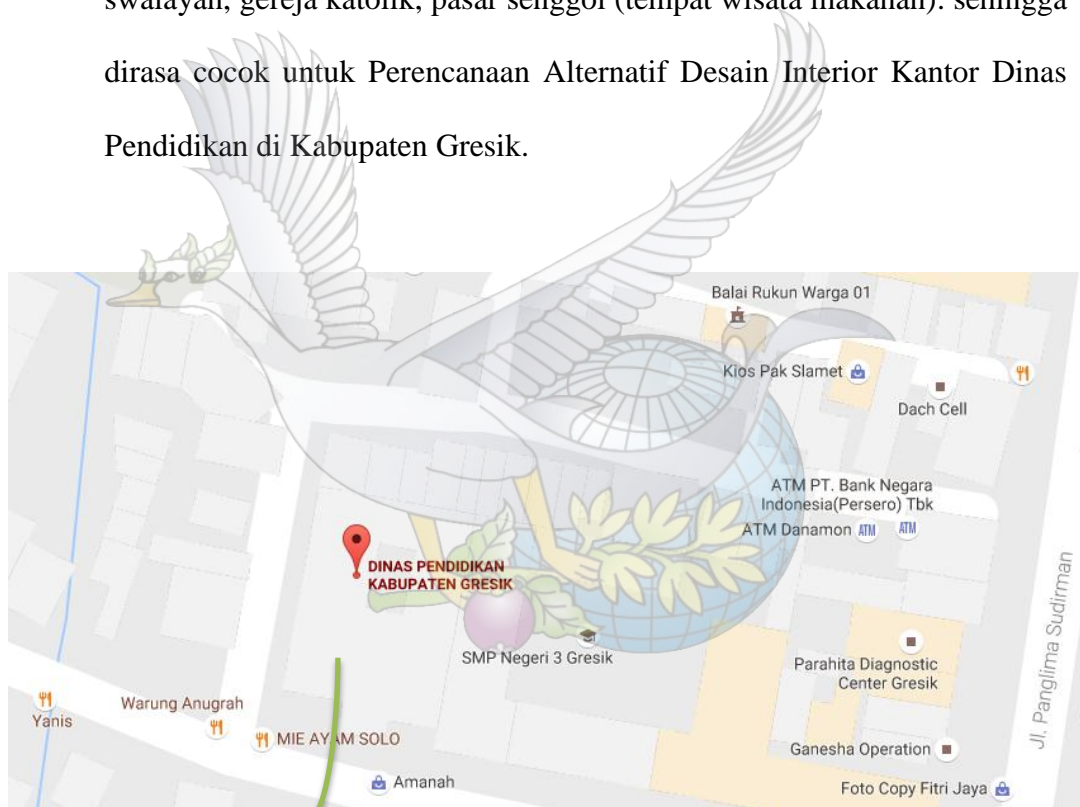 swalayan, gereja katolik, pasar senggol (tempat wisata makanan). sehingga
dirasa cocok untuk Perencanaan Alternatif Desain Interior Kantor Dinas
Pendidikan di Kabupaten Gresik.
Balai Rukun Warga 01
Kios Pak Slamet
Dach Cell
ATM PT. Bank Negara
Indonesia(Persero) Tbk
ATM Danamon ATM ATM
DINAS PENDIDIKAN
KABUPATEN GRESIK
SMP Negeri 3 Gresik
Parahita Diagnostic
Center Gresik
Jl. Panglima Sudirman
Yanis
Warung Anugrah
MIE AYAM SOLO
Ganesha Operation
Amanah
Foto Copy Fitri Jaya